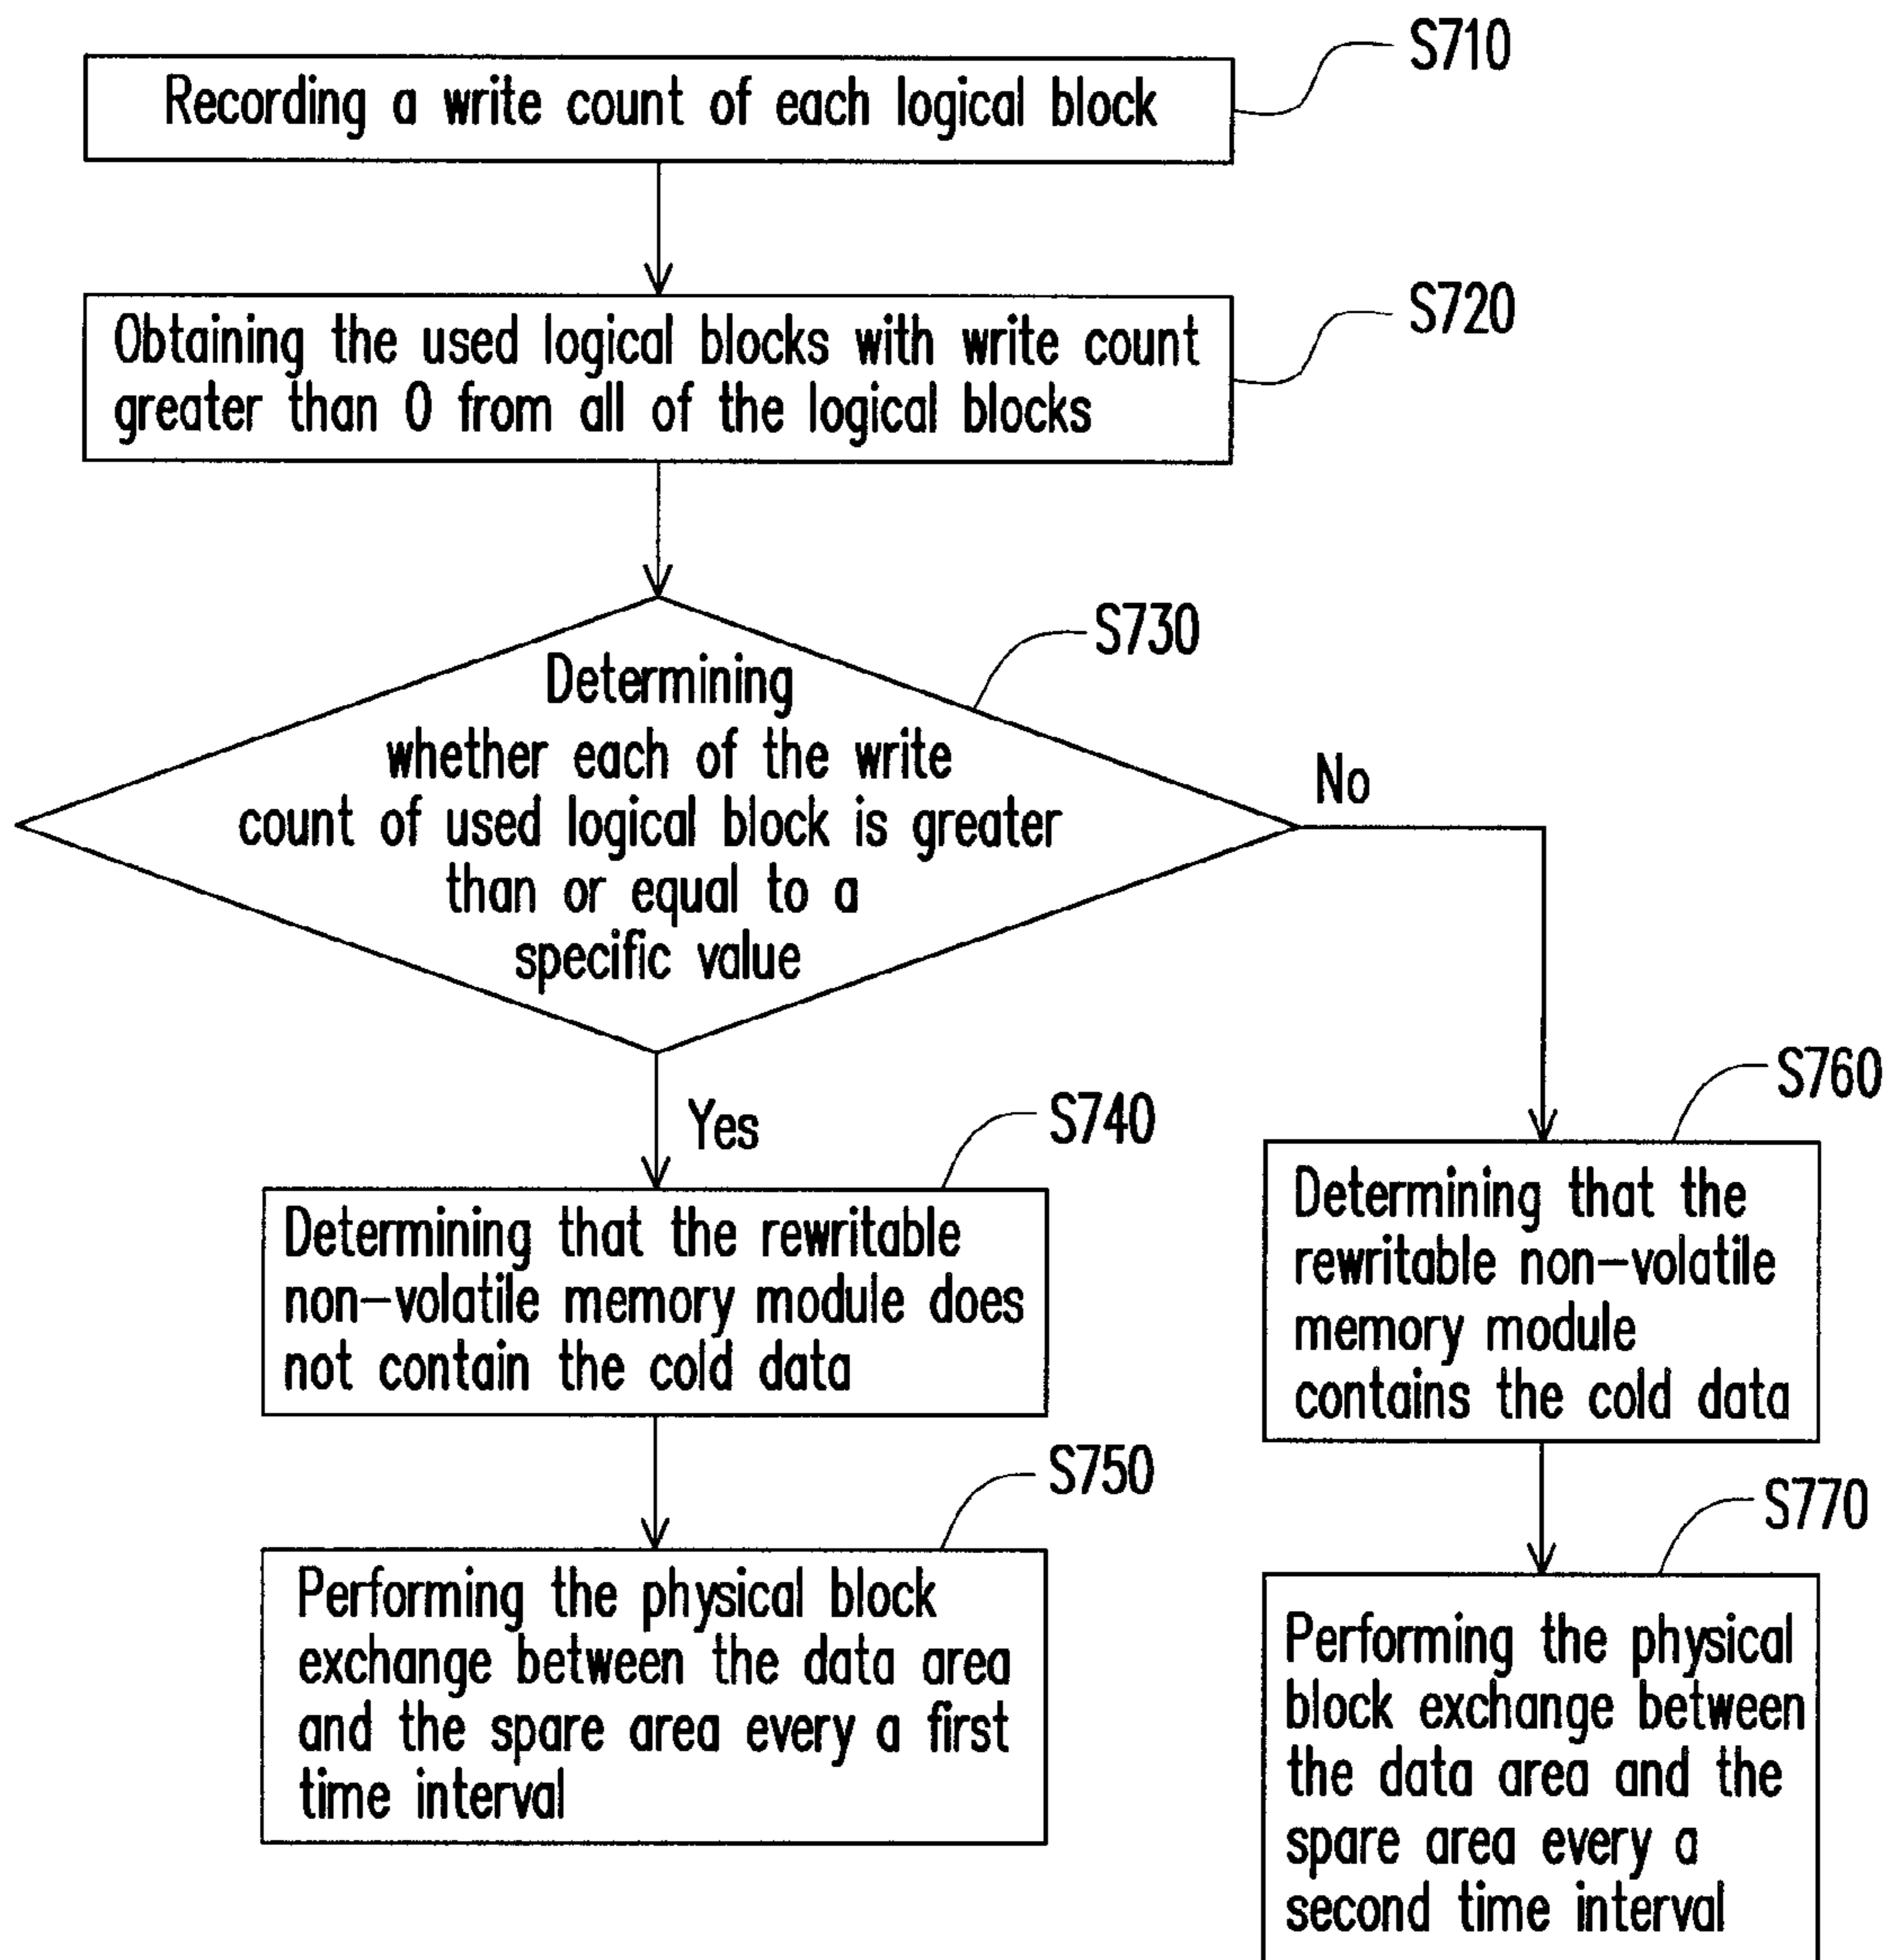 S710
Recording a write count of each logical block
S720
Obtaining the used logical blocks with write count
greater than 0 from all of the logical blocks
S730
Determining
whether each of the write
count of used logical block is greater
than or equal to a
specific value
No
Yes
S740
Determining that the rewritable
non-volatile memory module does
not contain the cold data
S750
Performing the physical block
exchange between the data area
and the spare area every a first
time interval
S760
Determining that the
rewritable non-volatile
memory module
contains the cold data
S770
Performing the physical
block exchange between
the data area and the
spare area every a
second time interval